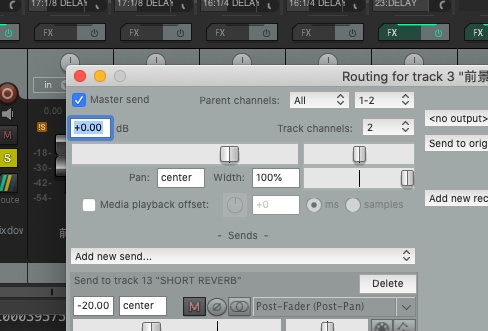 17:1/8 DELAY 17:1/8 DELAY 16:1/4 DELAY 16:1/4 DELAY 23:DELAY
FX FX FX FX FX FX
Routing for track 3 "前景
in
Master send Parent channels: All 1-2
0.00
+0.00 dB Track channels: 2
<no output>
Send to orig
M
S
-18-
-30-
-42-
-54-
Pan: center Width: 100%
oute
Add new rec
Media playback offset: +0 ms samples
ixdow 前
- Sends -
Add new send...
Send to track 13 "SHORT REVERB" Delete
-20.00 center M Post-Fader (Post-Pan)